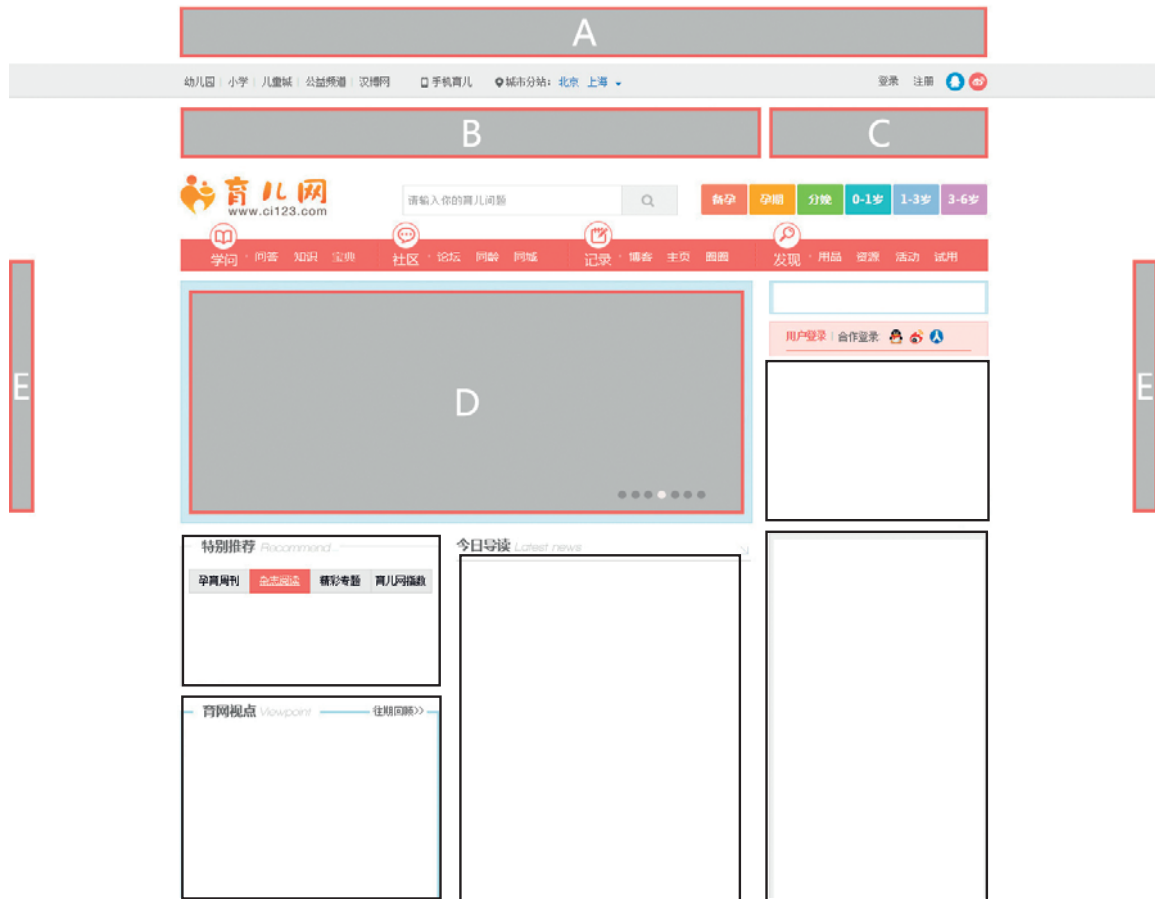 A
幼儿园 小学 儿童城 公益频道 汉博网 手机育儿 城市分站：北京 上海 登录 注册
B C
育儿网
www.ci123.com
请输入你的育儿问题
备孕 孕期 分娩 0-1岁 1-3岁 3-6岁
学问 · 问答 知识 宝典 社区 · 论坛 同龄 同城 记录 · 博客 主页 圈圈 发现 · 用品 资源 活动 试用
用户登录 合作登录
E D E
特别推荐 Recommend... 今日导读 Latest news
孕育周刊 杂志阅读 精彩专题 育儿网指数
育网视点 Viewpoint 往期回顾>>